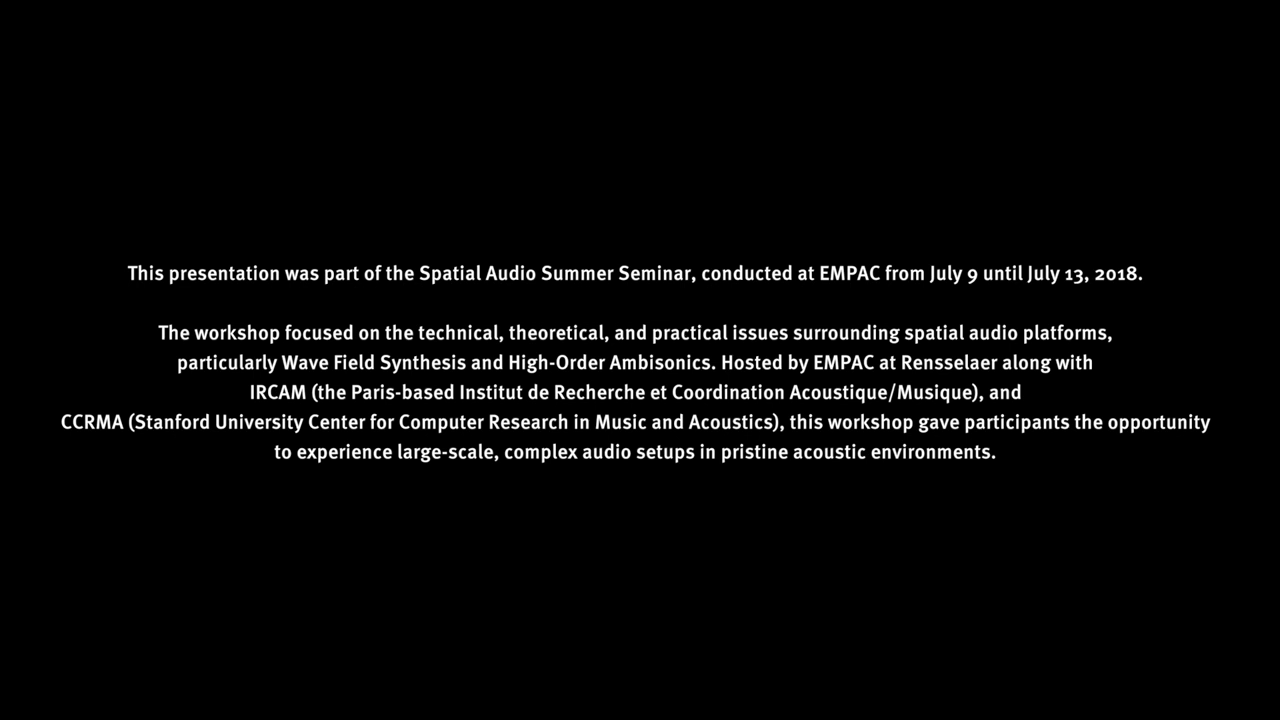 This presentation was part of the Spatial Audio Summer Seminar, conducted at EMPAC from July 9 until July 13, 2018.
The workshop focused on the technical, theoretical, and practical issues surrounding spatial audio platforms,
particularly Wave Field Synthesis and High-Order Ambisonics. Hosted by EMPAC at Rensselaer along with
IRCAM (the Paris-based Institut de Recherche et Coordination Acoustique/Musique), and
CCRMA (Stanford University Center for Computer Research in Music and Acoustics), this workshop gave participants the opportunity
to experience large-scale, complex audio setups in pristine acoustic environments.